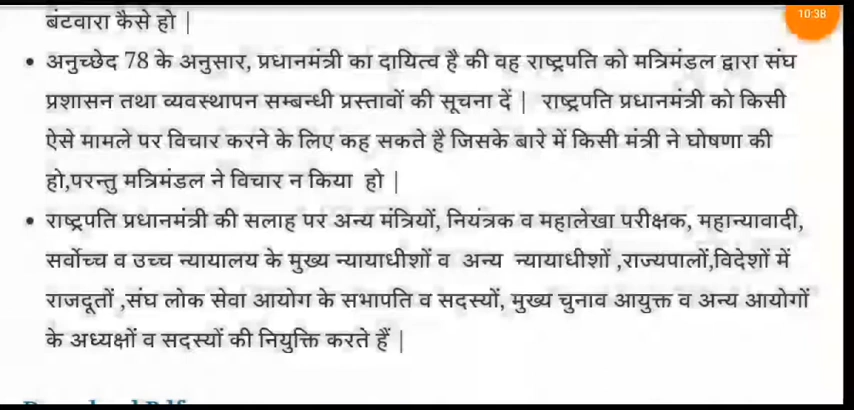 10:38
बंटवारा कैसे हो |
• अनुच्छेद 78 के अनुसार, प्रधानमंत्री का दायित्व है की वह राष्ट्रपति को मत्रिमंडल द्वारा संघ
प्रशासन तथा व्यवस्थापन सम्बन्धी प्रस्तावों की सूचना दें | राष्ट्रपति प्रधानमंत्री को किसी
ऐसे मामले पर विचार करने के लिए कह सकते है जिसके बारे में किसी मंत्री ने घोषणा की
हो,परन्तु मत्रिमंडल ने विचार न किया हो |
• राष्ट्रपति प्रधानमंत्री की सलाह पर अन्य मंत्रियों, नियंत्रक व महालेखा परीक्षक, महान्यावादी,
सर्वोच्च व उच्च न्यायालय के मुख्य न्यायाधीशों व अन्य न्यायाधीशों ,राज्यपालों,विदेशों में
राजदूतों ,संघ लोक सेवा आयोग के सभापति व सदस्यों, मुख्य चुनाव आयुक्त व अन्य आयोगों
के अध्यक्षों व सदस्यों की नियुक्ति करते हैं |